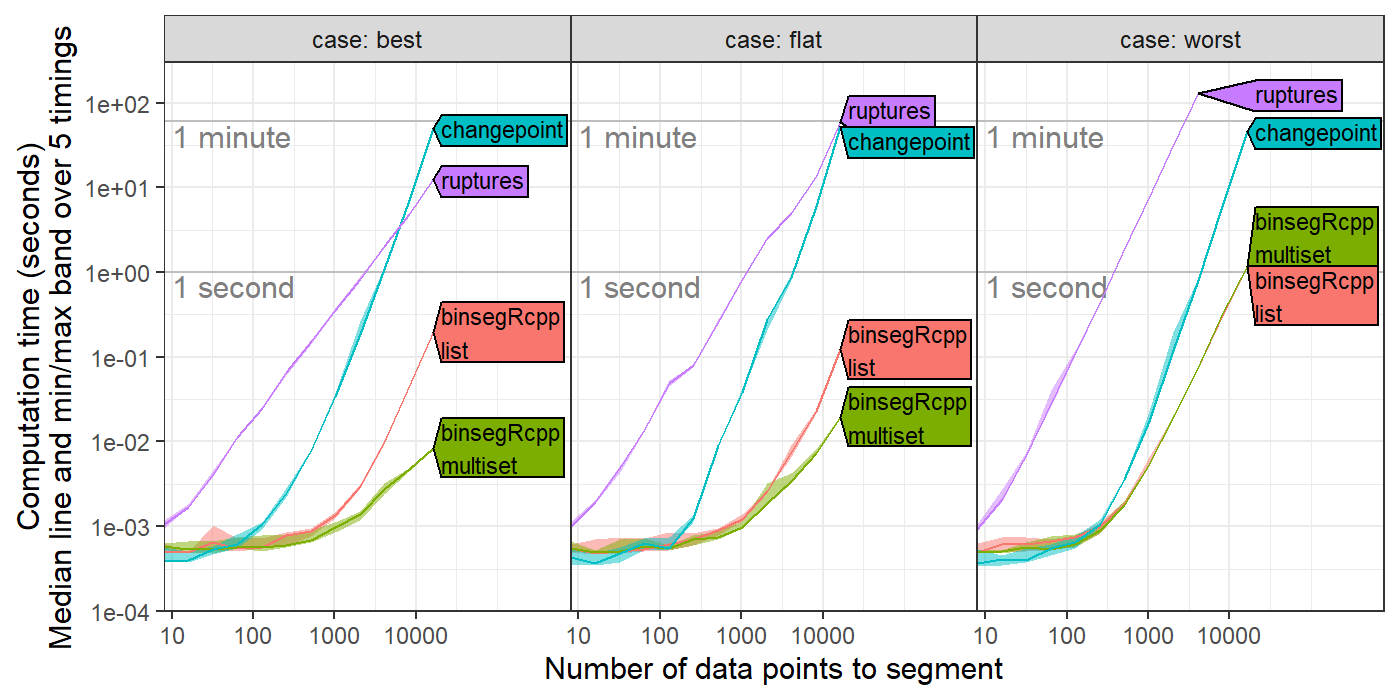 case: best
case: flat
case: worst
Computation time (seconds)
Median line and min/max band over 5 timings
1e+02
1e+01
1e+00
1e-01
1e-02
1e-03
1e-04
1 minute
1 second
changepoint
ruptures
binsegRcpp
list
binsegRcpp
multiset
1 minute
1 second
ruptures
changepoint
binsegRcpp
list
binsegRcpp
multiset
1 minute
1 second
ruptures
changepoint
binsegRcpp
multiset
binsegRcpp
list
10 100 1000 10000
10 100 1000 10000
10 100 1000 10000
Number of data points to segment